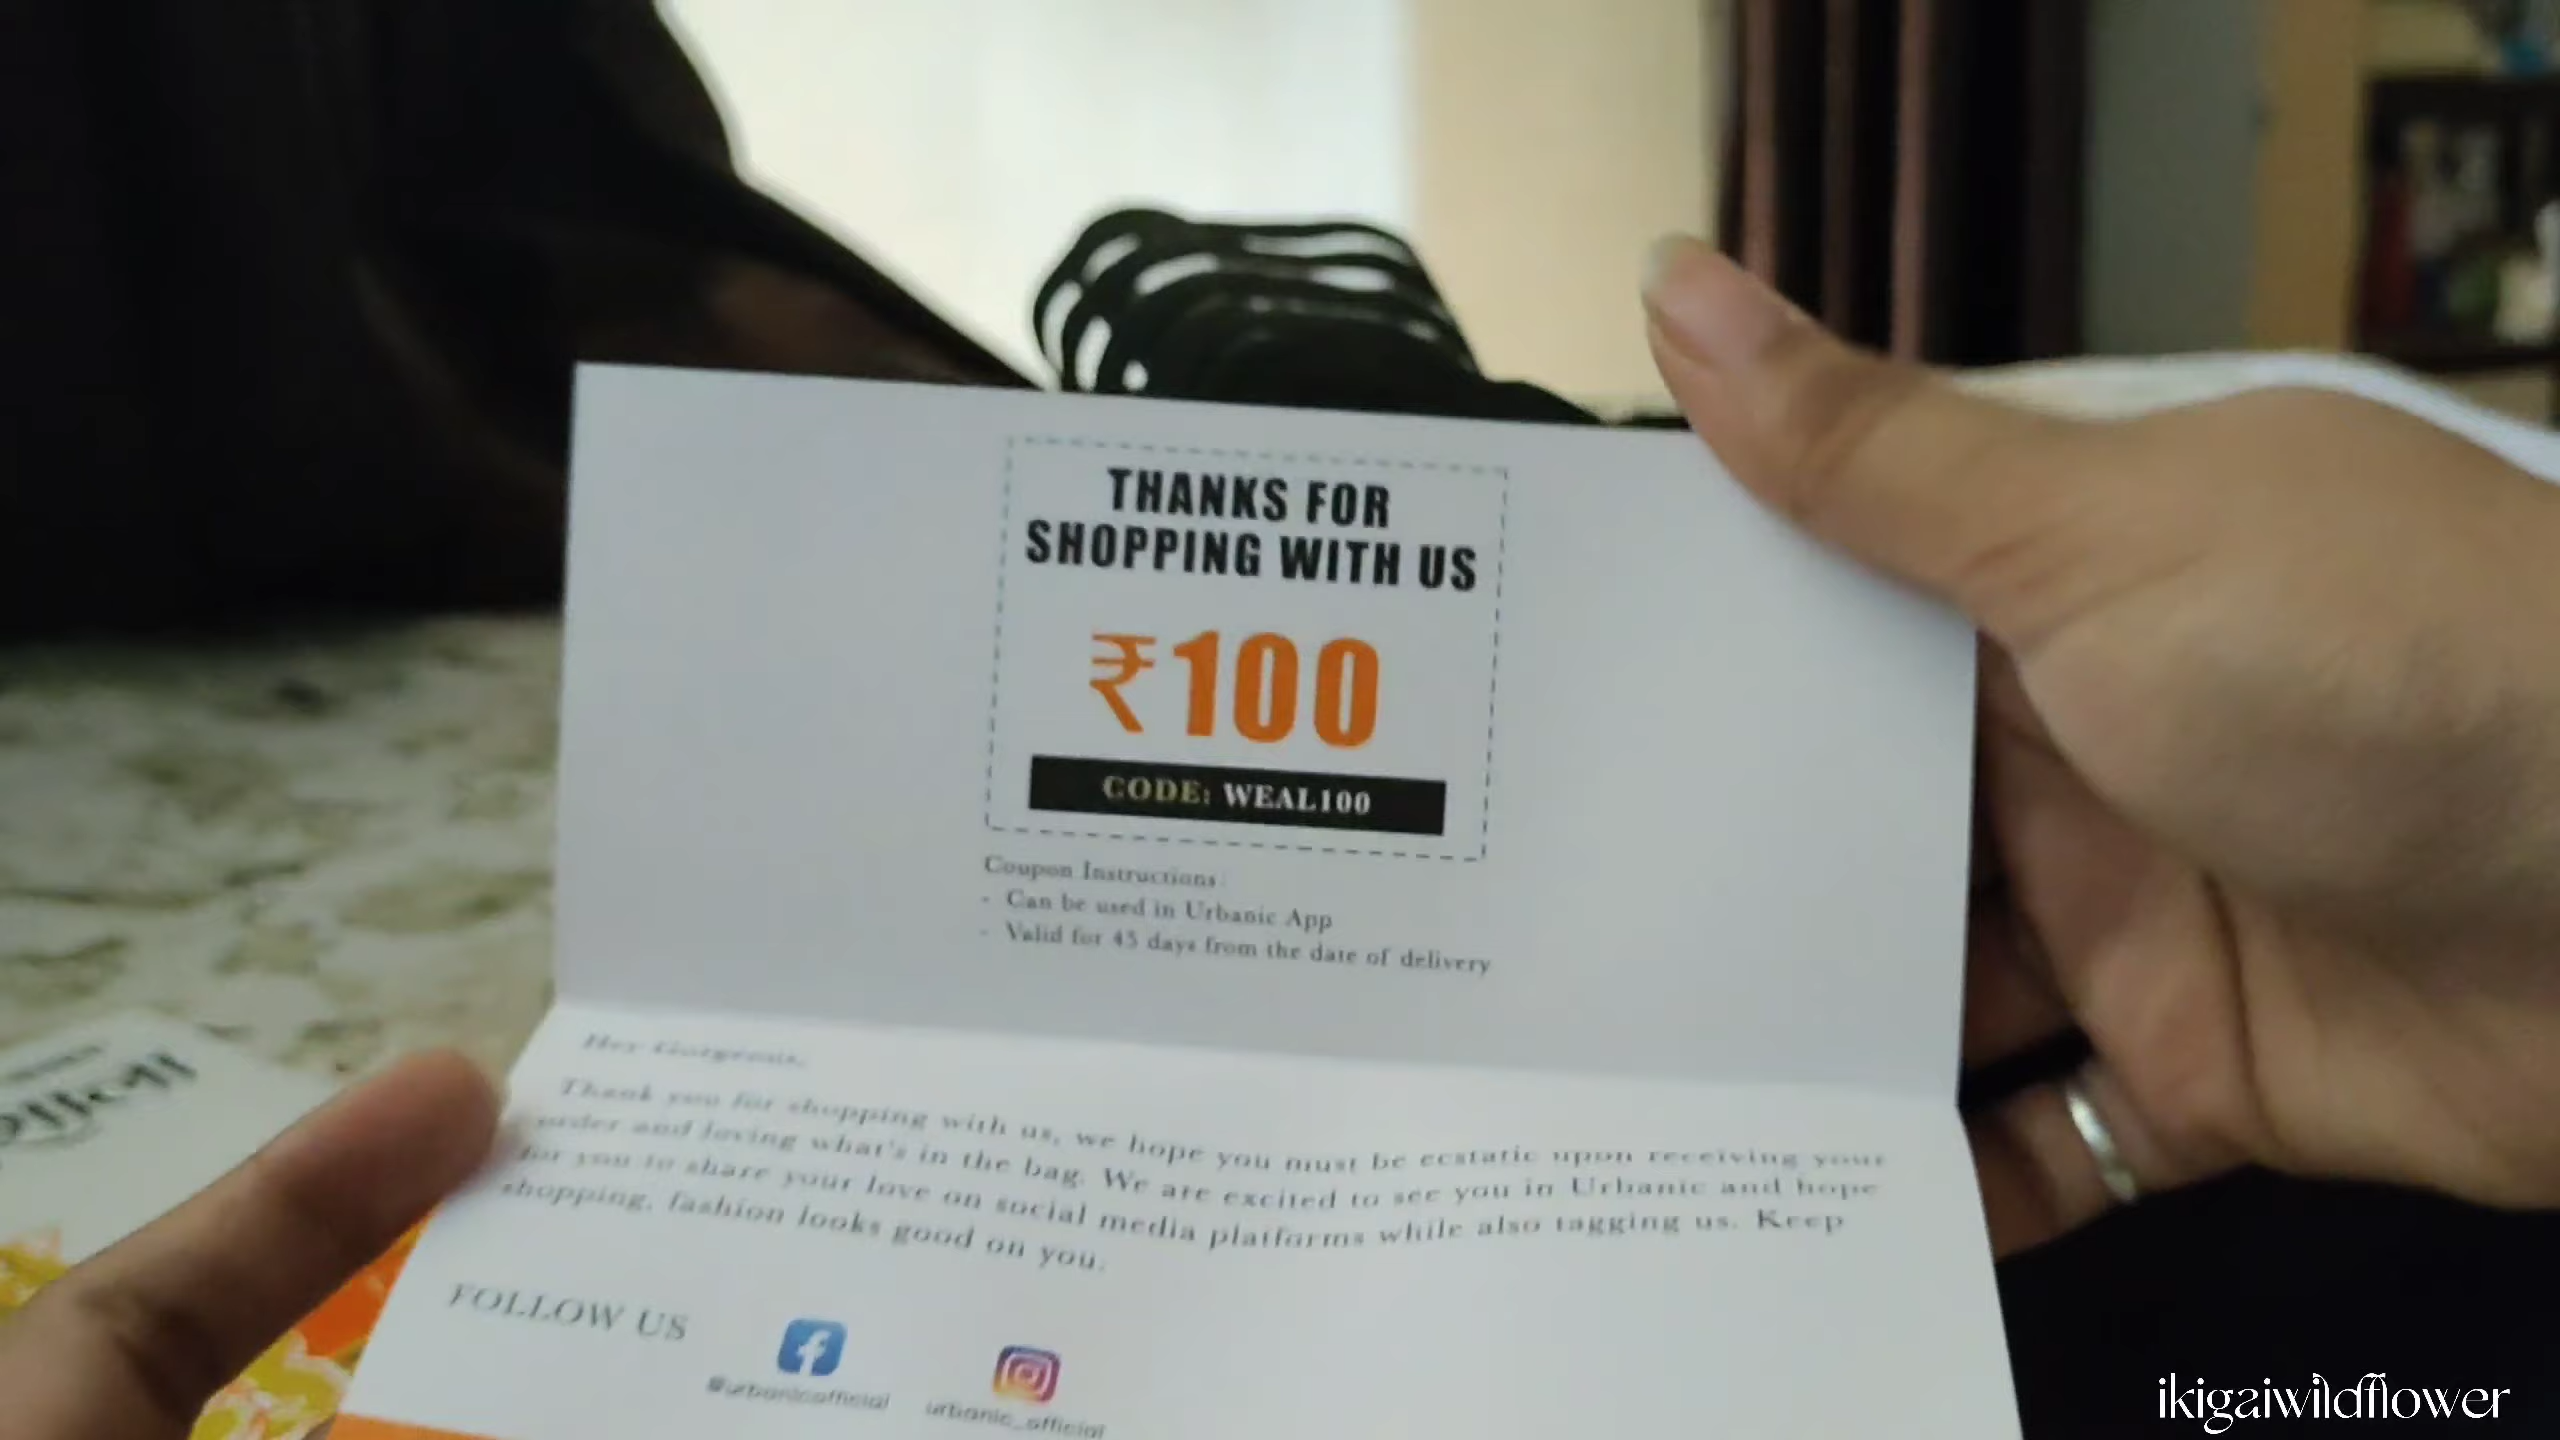 THANKS FOR
SHOPPING WITH US
₹100
CODE: WEAL100
Coupon Instructions:
- Can be used in Urbanic App
- Valid for 45 days from the date of delivery
Hey Gorgeous,
Thank you for shopping with us, we hope you must be ecstatic upon receiving your
order and loving what's in the bag. We are excited to see you in Urbanic and hope
for you to share your love on social media platforms while also tagging us. Keep
shopping, fashion looks good on you.
FOLLOW US
@urbanicofficial
urbanic_official
ikigaiwildflower